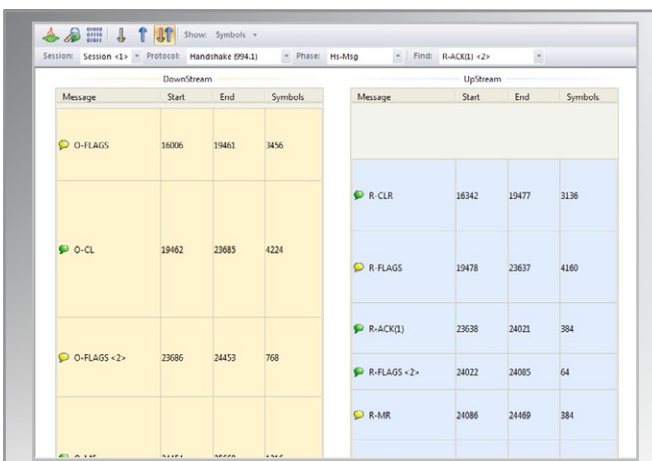 Show: Symbols
Session: Session <1> Protocol: Handshake (994.1) Phase: Hs-Msg Find: R-ACK(1) <2>
DownStream
Message Start End Symbols
O-FLAGS 16006 19461 3456
O-CL 19462 23685 4224
O-FLAGS <2> 23686 24453 768
UpStream
Message Start End Symbols
R-CLR 16342 19477 3136
R-FLAGS 19478 23637 4160
R-ACK(1) 23638 24021 384
R-FLAGS <2> 24022 24085 64
R-MR 24086 24469 384